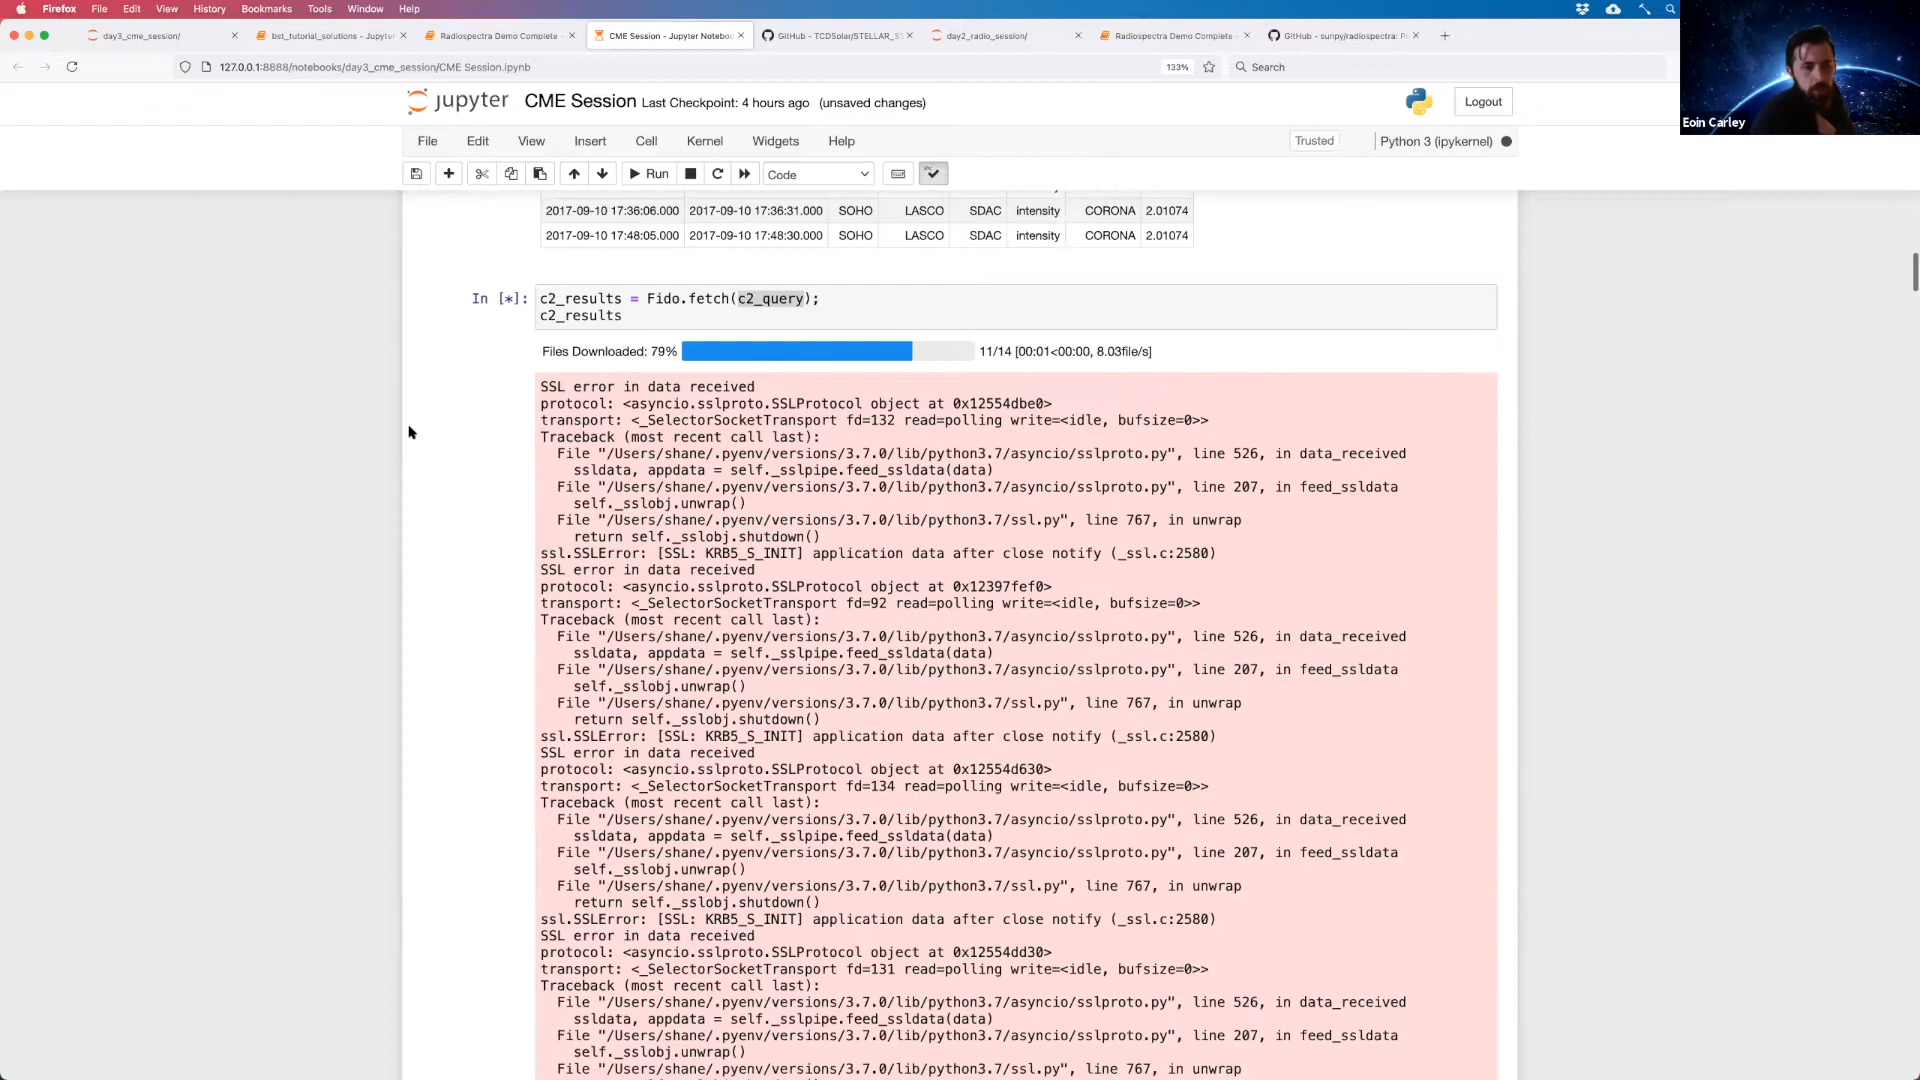 Firefox File Edit View History Bookmarks Tools Window Help
day3_cme_session/ bst_tutorial_solutions - Jupyter Radiospectra Demo Complete - CME Session - Jupyter Noteboo GitHub - TCDSolar/STELLAR_S day2_radio_session/ Radiospectra Demo Complete - GitHub - sunpy/radiospectra: P
127.0.0.1:8888/notebooks/day3_cme_session/CME Session.ipynb 133% Search
jupyter CME Session Last Checkpoint: 4 hours ago (unsaved changes) Logout
Eoin Carley
File Edit View Insert Cell Kernel Widgets Help Trusted Python 3 (ipykernel)
Run Code
2017-09-10 17:36:06.000 2017-09-10 17:36:31.000 SOHO LASCO SDAC intensity CORONA 2.01074
2017-09-10 17:48:05.000 2017-09-10 17:48:30.000 SOHO LASCO SDAC intensity CORONA 2.01074
In [*]: c2_results = Fido.fetch(c2_query);
c2_results
Files Downloaded: 79% 11/14 [00:01<00:00, 8.03file/s]
SSL error in data received
protocol: <asyncio.sslproto.SSLProtocol object at 0x12554dbe0>
transport: <_SelectorSocketTransport fd=132 read=polling write=<idle, bufsize=0>>
Traceback (most recent call last):
File "/Users/shane/.pyenv/versions/3.7.0/lib/python3.7/asyncio/sslproto.py", line 526, in data_received
ssldata, appdata = self._sslpipe.feed_ssldata(data)
File "/Users/shane/.pyenv/versions/3.7.0/lib/python3.7/asyncio/sslproto.py", line 207, in feed_ssldata
self._sslobj.unwrap()
File "/Users/shane/.pyenv/versions/3.7.0/lib/python3.7/ssl.py", line 767, in unwrap
return self._sslobj.shutdown()
ssl.SSLError: [SSL: KRB5_S_INIT] application data after close notify (_ssl.c:2580)
SSL error in data received
protocol: <asyncio.sslproto.SSLProtocol object at 0x12397fef0>
transport: <_SelectorSocketTransport fd=92 read=polling write=<idle, bufsize=0>>
Traceback (most recent call last):
File "/Users/shane/.pyenv/versions/3.7.0/lib/python3.7/asyncio/sslproto.py", line 526, in data_received
ssldata, appdata = self._sslpipe.feed_ssldata(data)
File "/Users/shane/.pyenv/versions/3.7.0/lib/python3.7/asyncio/sslproto.py", line 207, in feed_ssldata
self._sslobj.unwrap()
File "/Users/shane/.pyenv/versions/3.7.0/lib/python3.7/ssl.py", line 767, in unwrap
return self._sslobj.shutdown()
ssl.SSLError: [SSL: KRB5_S_INIT] application data after close notify (_ssl.c:2580)
SSL error in data received
protocol: <asyncio.sslproto.SSLProtocol object at 0x12554d630>
transport: <_SelectorSocketTransport fd=134 read=polling write=<idle, bufsize=0>>
Traceback (most recent call last):
File "/Users/shane/.pyenv/versions/3.7.0/lib/python3.7/asyncio/sslproto.py", line 526, in data_received
ssldata, appdata = self._sslpipe.feed_ssldata(data)
File "/Users/shane/.pyenv/versions/3.7.0/lib/python3.7/asyncio/sslproto.py", line 207, in feed_ssldata
self._sslobj.unwrap()
File "/Users/shane/.pyenv/versions/3.7.0/lib/python3.7/ssl.py", line 767, in unwrap
return self._sslobj.shutdown()
ssl.SSLError: [SSL: KRB5_S_INIT] application data after close notify (_ssl.c:2580)
SSL error in data received
protocol: <asyncio.sslproto.SSLProtocol object at 0x12554dd30>
transport: <_SelectorSocketTransport fd=131 read=polling write=<idle, bufsize=0>>
Traceback (most recent call last):
File "/Users/shane/.pyenv/versions/3.7.0/lib/python3.7/asyncio/sslproto.py", line 526, in data_received
ssldata, appdata = self._sslpipe.feed_ssldata(data)
File "/Users/shane/.pyenv/versions/3.7.0/lib/python3.7/asyncio/sslproto.py", line 207, in feed_ssldata
self._sslobj.unwrap()
File "/Users/shane/.pyenv/versions/3.7.0/lib/python3.7/ssl.py", line 767, in unwrap